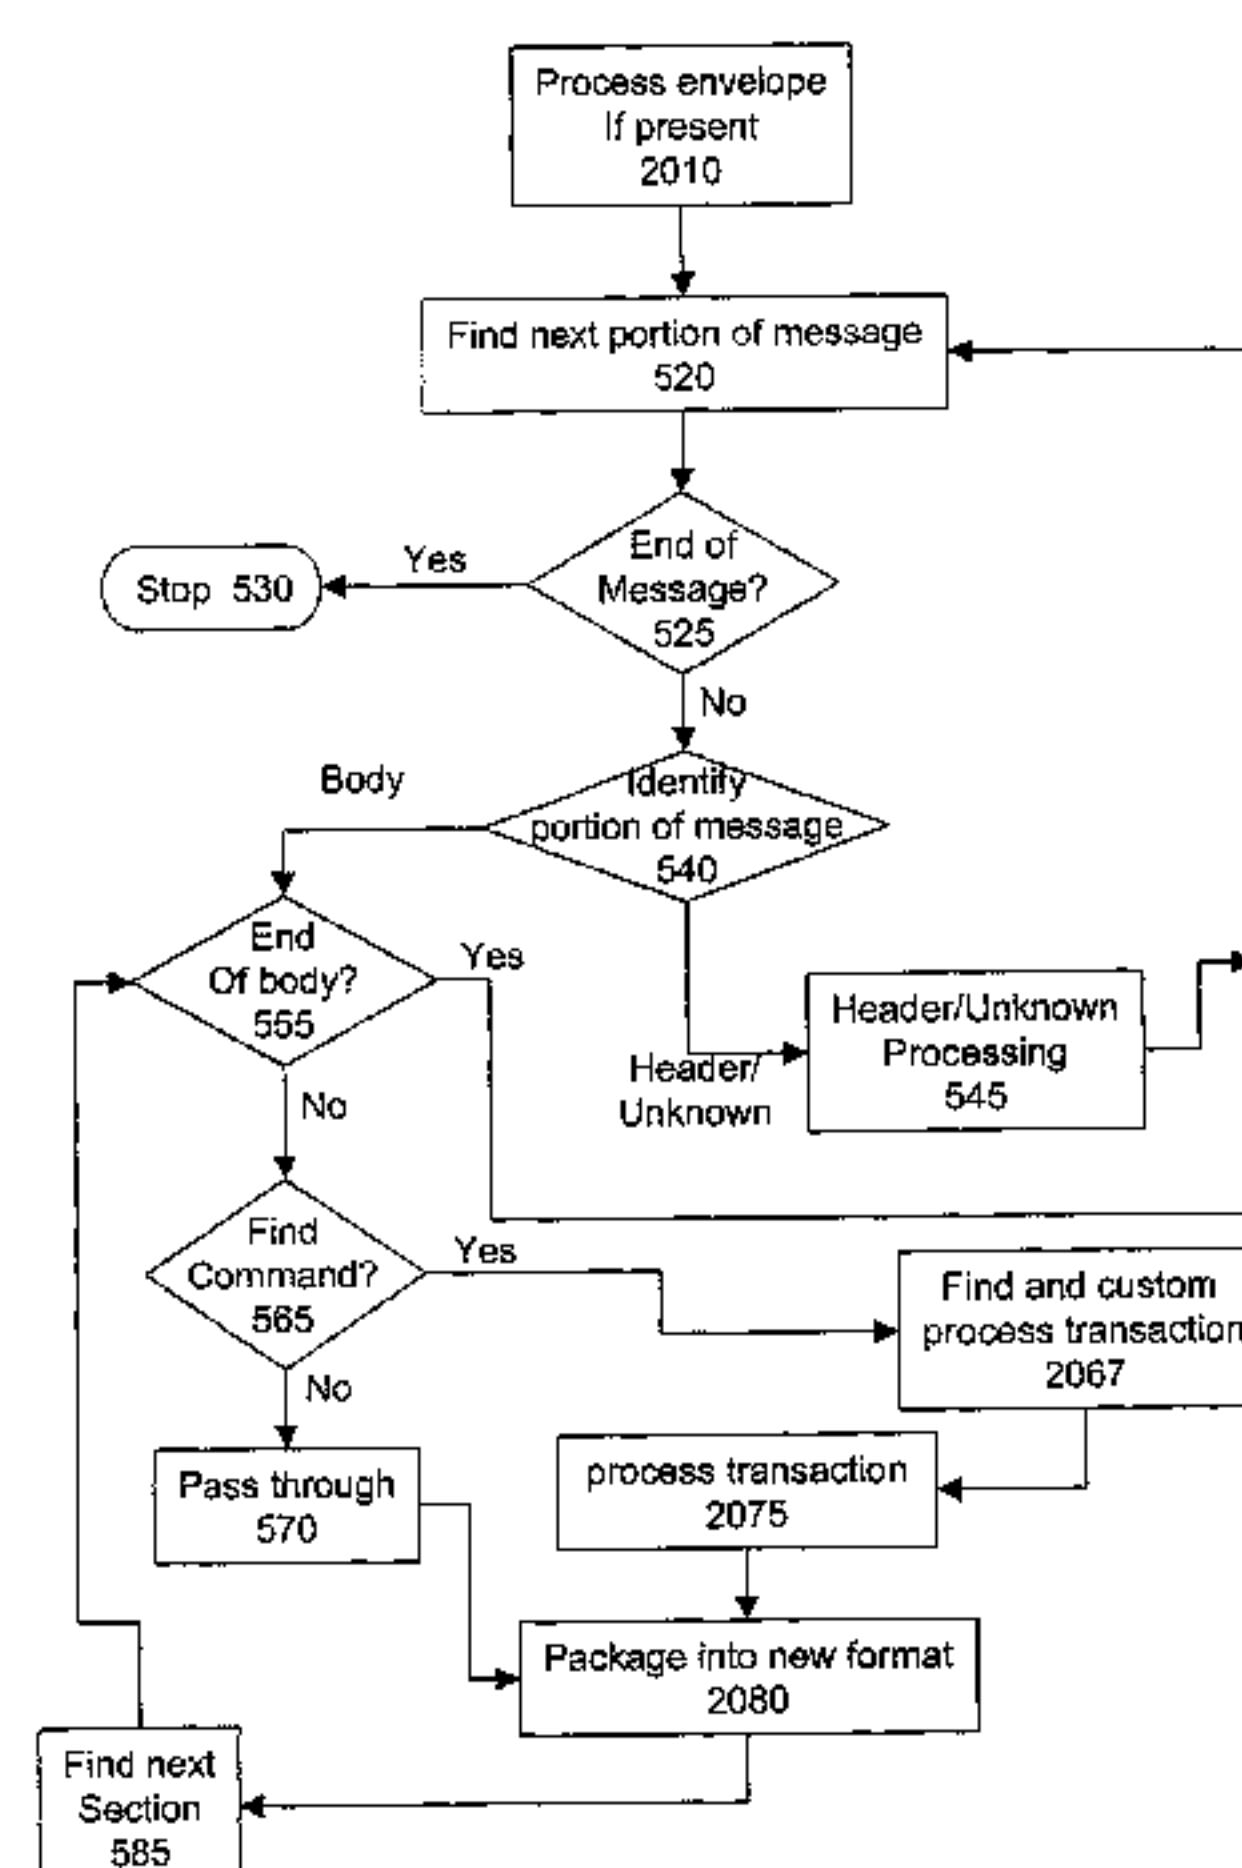 Process envelope
If present
2010
Find next portion of message
520
End of
Message?
525
Yes
Stop 530
No
Identify
portion of message
540
Body
End
Of body?
555
Yes
Header/
Unknown
Header/Unknown
Processing
545
No
Find
Command?
565
Yes
Find and custom
process transaction
2067
No
Pass through
570
process transaction
2075
Package into new format
2080
Find next
Section
585